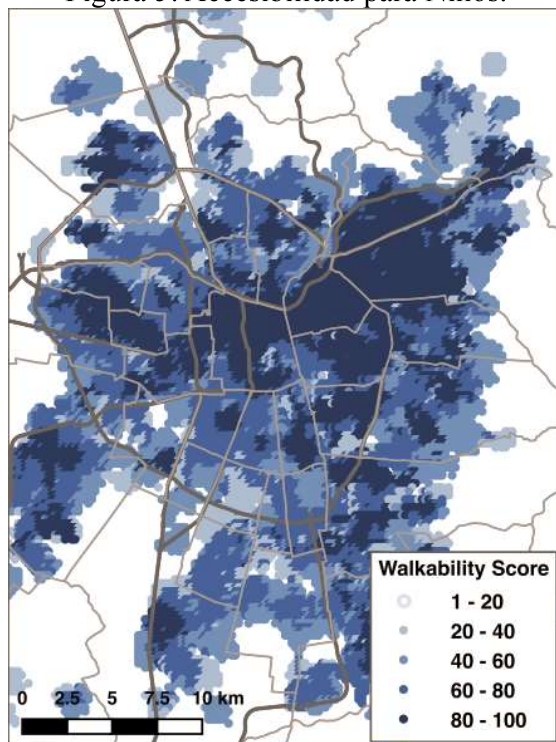 Figura Accesibilidad para Niños.
Walkability Score
1 - 20
20 - 40
40 - 60
60 - 80
80 - 100
0 2.5 5 7.5 10 km